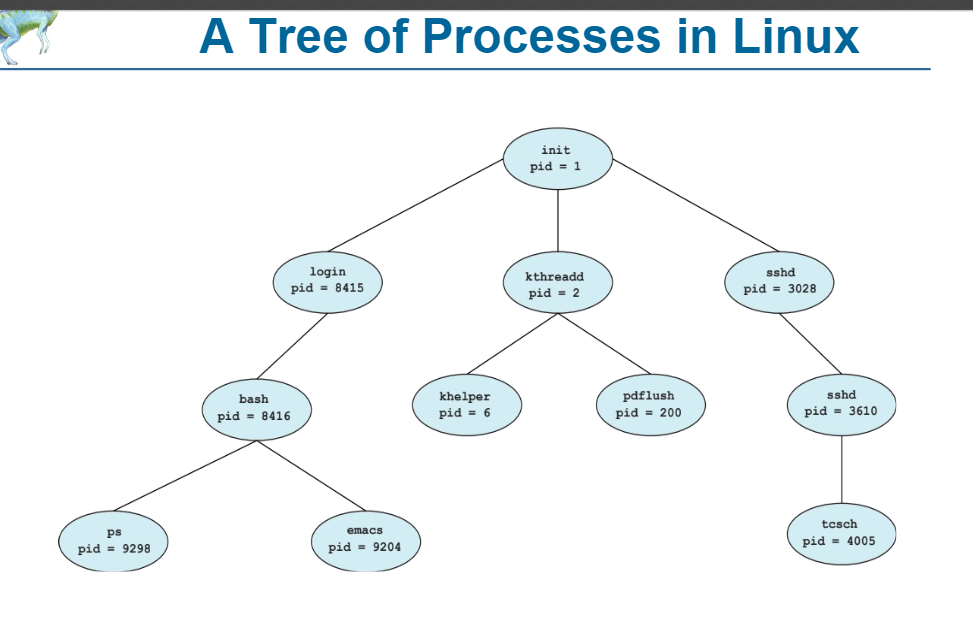 A Tree of Processes in Linux
init
pid = 1
login
pid = 8415
kthreadd
pid = 2
sshd
pid = 3028
bash
pid = 8416
khelper
pid = 6
pdflush
pid = 200
sshd
pid = 3610
ps
pid = 9298
emacs
pid = 9204
tcsch
pid = 4005